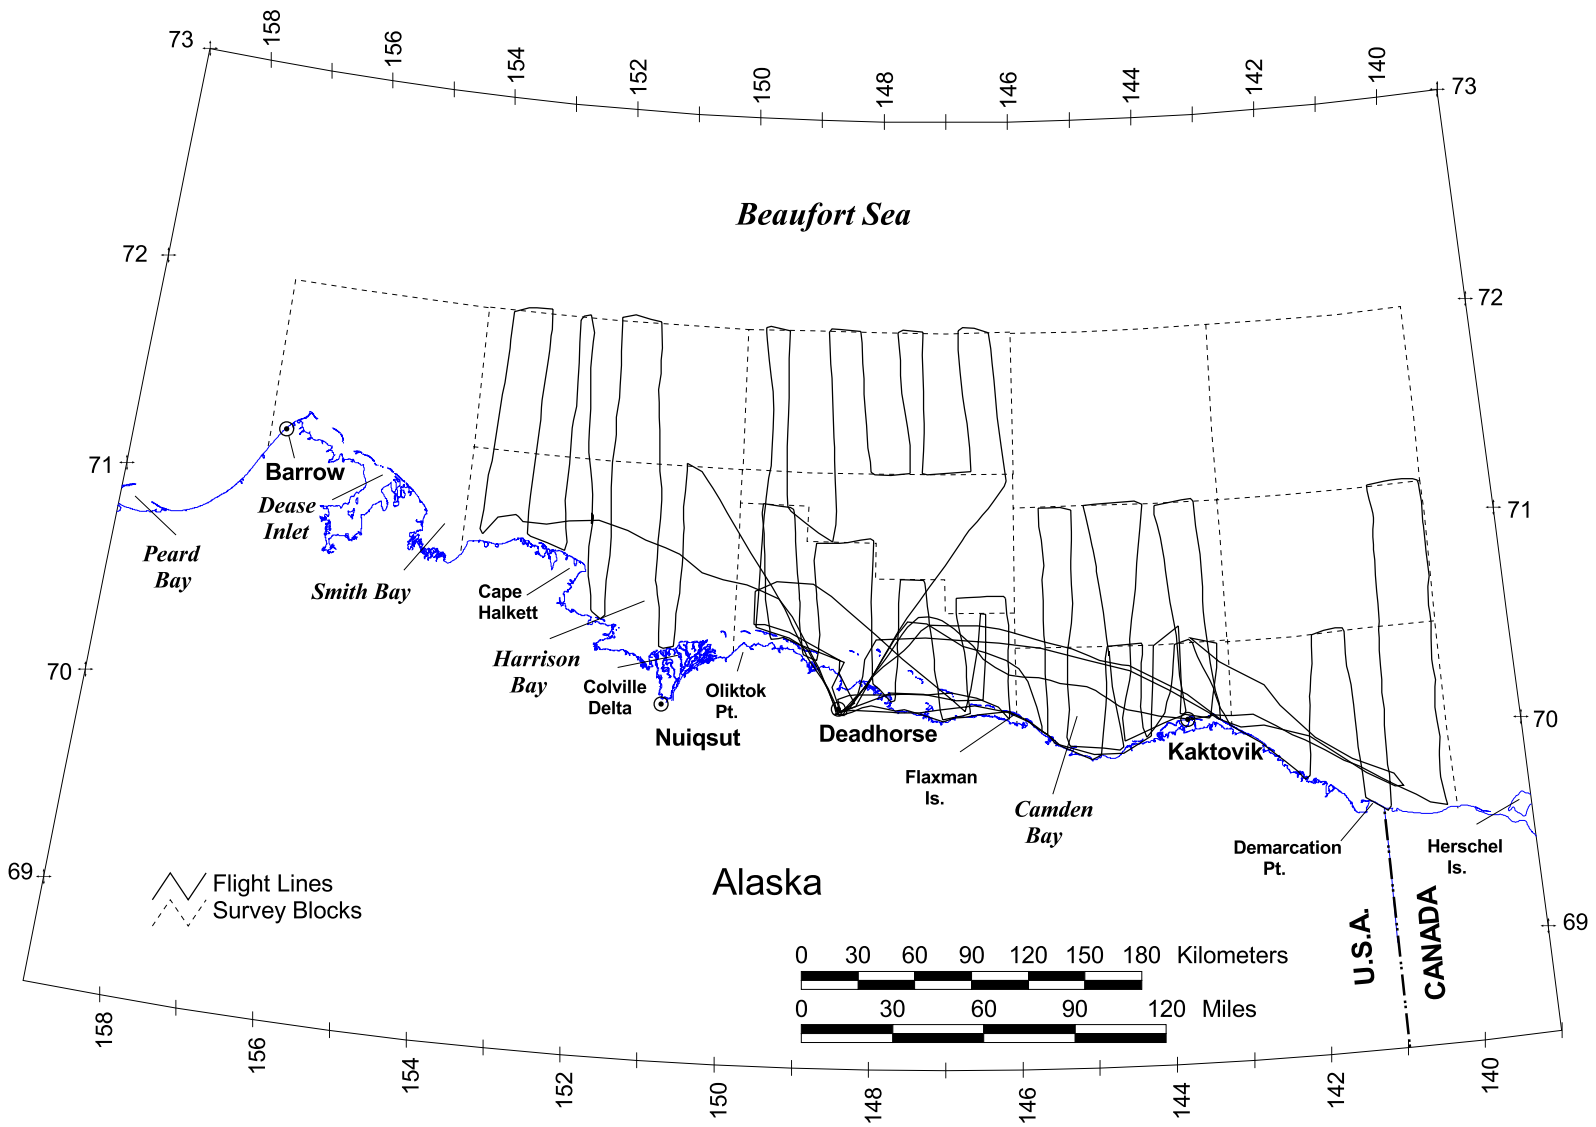 158
156
154
152
150
148
146
144
142
140
73
73
Beaufort Sea
72
72
71
71
Barrow
Dease
Inlet
Peard
Bay
Smith Bay
Cape
Halkett
Harrison
Bay
Colville
Delta
Oliktok
Pt.
Nuiqsut
Deadhorse
Flaxman
Is.
Camden
Bay
Kaktovik
Demarcation
Pt.
Herschel
Is.
70
70
69
69
Flight Lines
Survey Blocks
Alaska
U.S.A.
CANADA
0 30 60 90 120 150 180 Kilometers
0 30 60 90 120 Miles
158
156
154
152
150
148
146
144
142
140